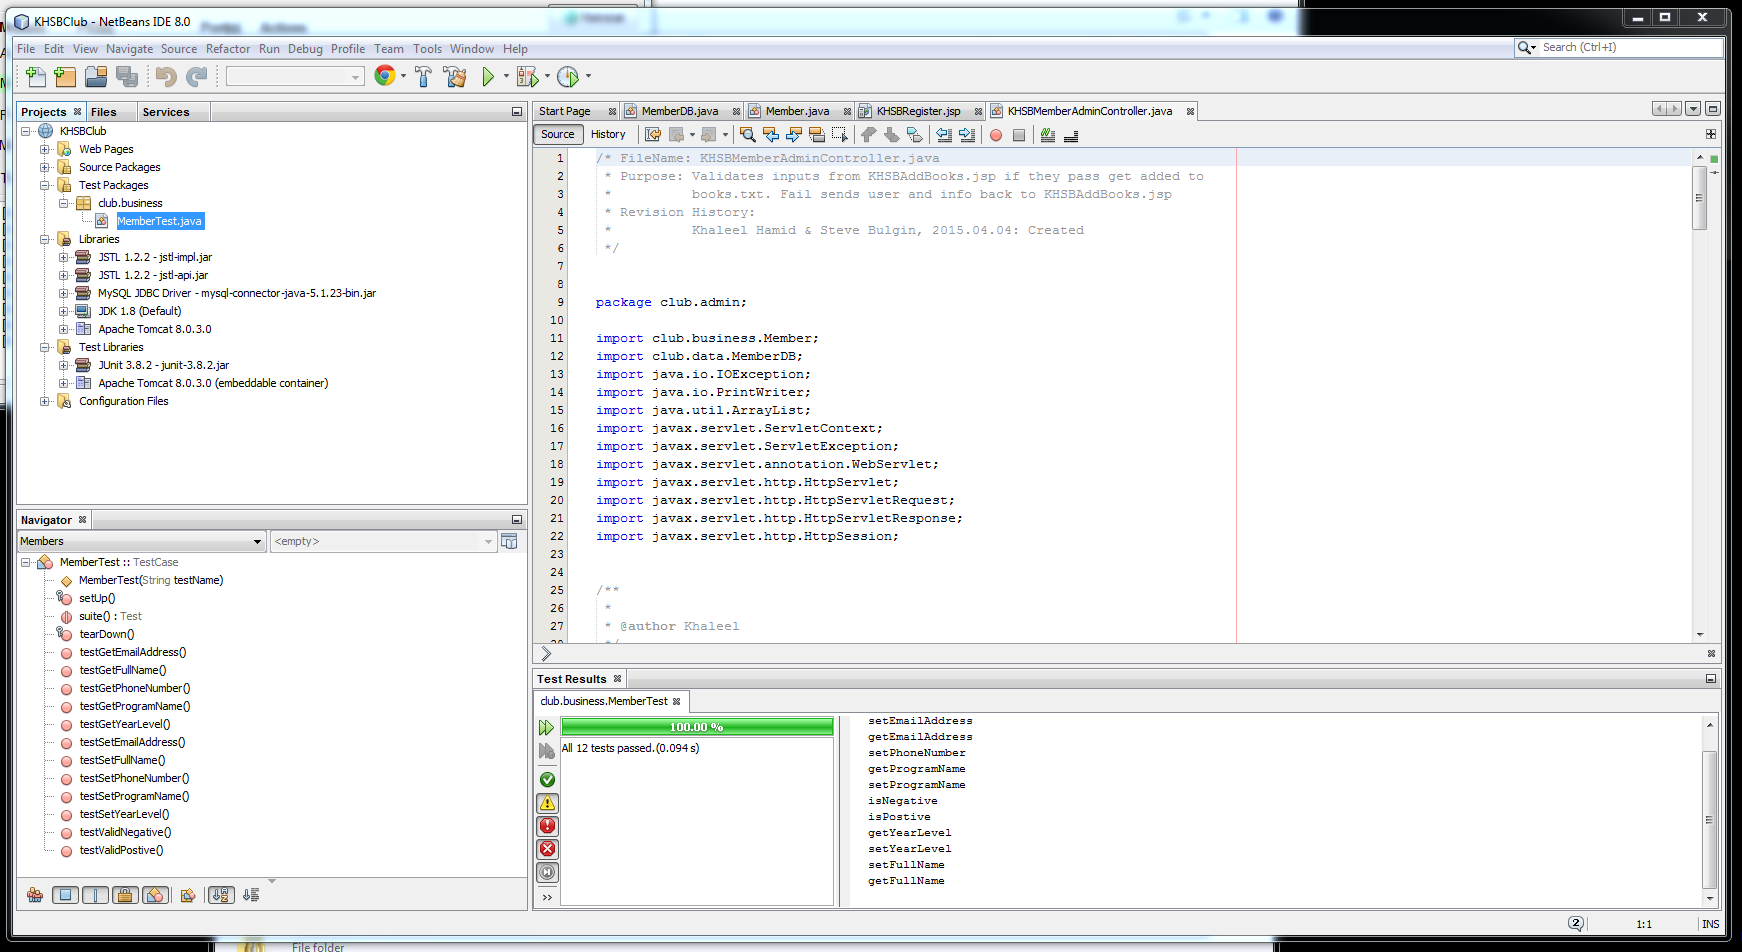 KHSBClub - NetBeans IDE 8.0
File Edit View Navigate Source Refactor Run Debug Profile Team Tools Window Help
Search (Ctrl+I)
Projects Files Services
KHSBClub
Web Pages
Source Packages
Test Packages
club.business
MemberTest.java
Libraries
JSTL 1.2.2 - jstl-impl.jar
JSTL 1.2.2 - jstl-api.jar
MySQL JDBC Driver - mysql-connector-java-5.1.23-bin.jar
JDK 1.8 (Default)
Apache Tomcat 8.0.3.0
Test Libraries
JUnit 3.8.2 - junit-3.8.2.jar
Apache Tomcat 8.0.3.0 (embeddable container)
Configuration Files
Navigator
Members
<empty>
MemberTest :: TestCase
MemberTest(String testName)
setUp()
suite() : Test
tearDown()
testGetEmailAddress()
testGetFullName()
testGetPhoneNumber()
testGetProgramName()
testGetYearLevel()
testSetEmailAddress()
testSetFullName()
testSetPhoneNumber()
testSetProgramName()
testSetYearLevel()
testValidNegative()
testValidPostive()
Start Page MemberDB.java Member.java KHSBRegister.jsp KHSBMemberAdminController.java
Source History
1 /* FileName: KHSBMemberAdminController.java
2 * Purpose: Validates inputs from KHSBAddBooks.jsp if they pass get added to
3 * books.txt. Fail sends user and info back to KHSBAddBooks.jsp
4 * Revision History:
5 * Khaleel Hamid & Steve Bulgin, 2015.04.04: Created
6 */
7
8
9 package club.admin;
10
11 import club.business.Member;
12 import club.data.MemberDB;
13 import java.io.IOException;
14 import java.io.PrintWriter;
15 import java.util.ArrayList;
16 import javax.servlet.ServletContext;
17 import javax.servlet.ServletException;
18 import javax.servlet.annotation.WebServlet;
19 import javax.servlet.http.HttpServlet;
20 import javax.servlet.http.HttpServletRequest;
21 import javax.servlet.http.HttpServletResponse;
22 import javax.servlet.http.HttpSession;
23
24
25 /**
26 *
27 * @author Khaleel
28 */
Test Results
club.business.MemberTest
100.00 %
All 12 tests passed.(0.094 s)
setEmailAddress
getEmailAddress
setPhoneNumber
getProgramName
setProgramName
isNegative
isPostive
getYearLevel
setYearLevel
setFullName
getFullName
2
1:1 INS
File folder